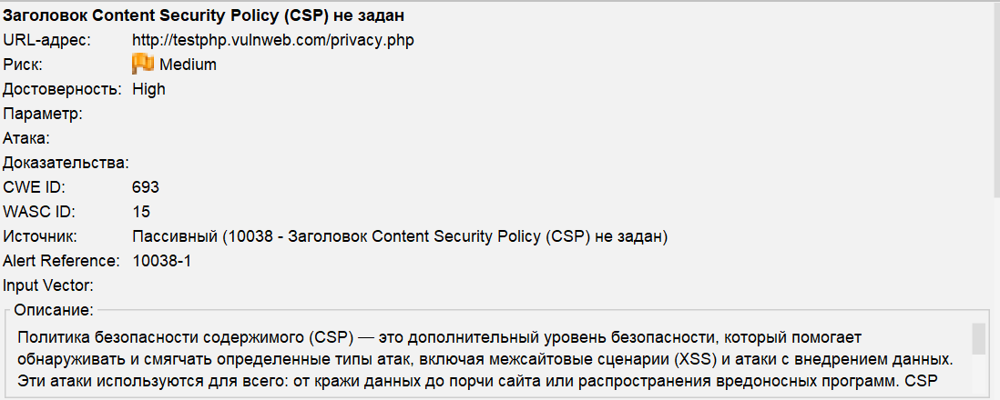 Заголовок Content Security Policy (CSP) не задан
URL-адрес: http://testphp.vulnweb.com/privacy.php
Риск: Medium
Достоверность: High
Параметр:
Атака:
Доказательства:
CWE ID: 693
WASC ID: 15
Источник: Пассивный (10038 - Заголовок Content Security Policy (CSP) не задан)
Alert Reference: 10038-1
Input Vector:
Описание:
Политика безопасности содержимого (CSP) — это дополнительный уровень безопасности, который помогает
обнаруживать и смягчать определенные типы атак, включая межсайтовые сценарии (XSS) и атаки с внедрением данных.
Эти атаки используются для всего: от кражи данных до порчи сайта или распространения вредоносных программ. CSP